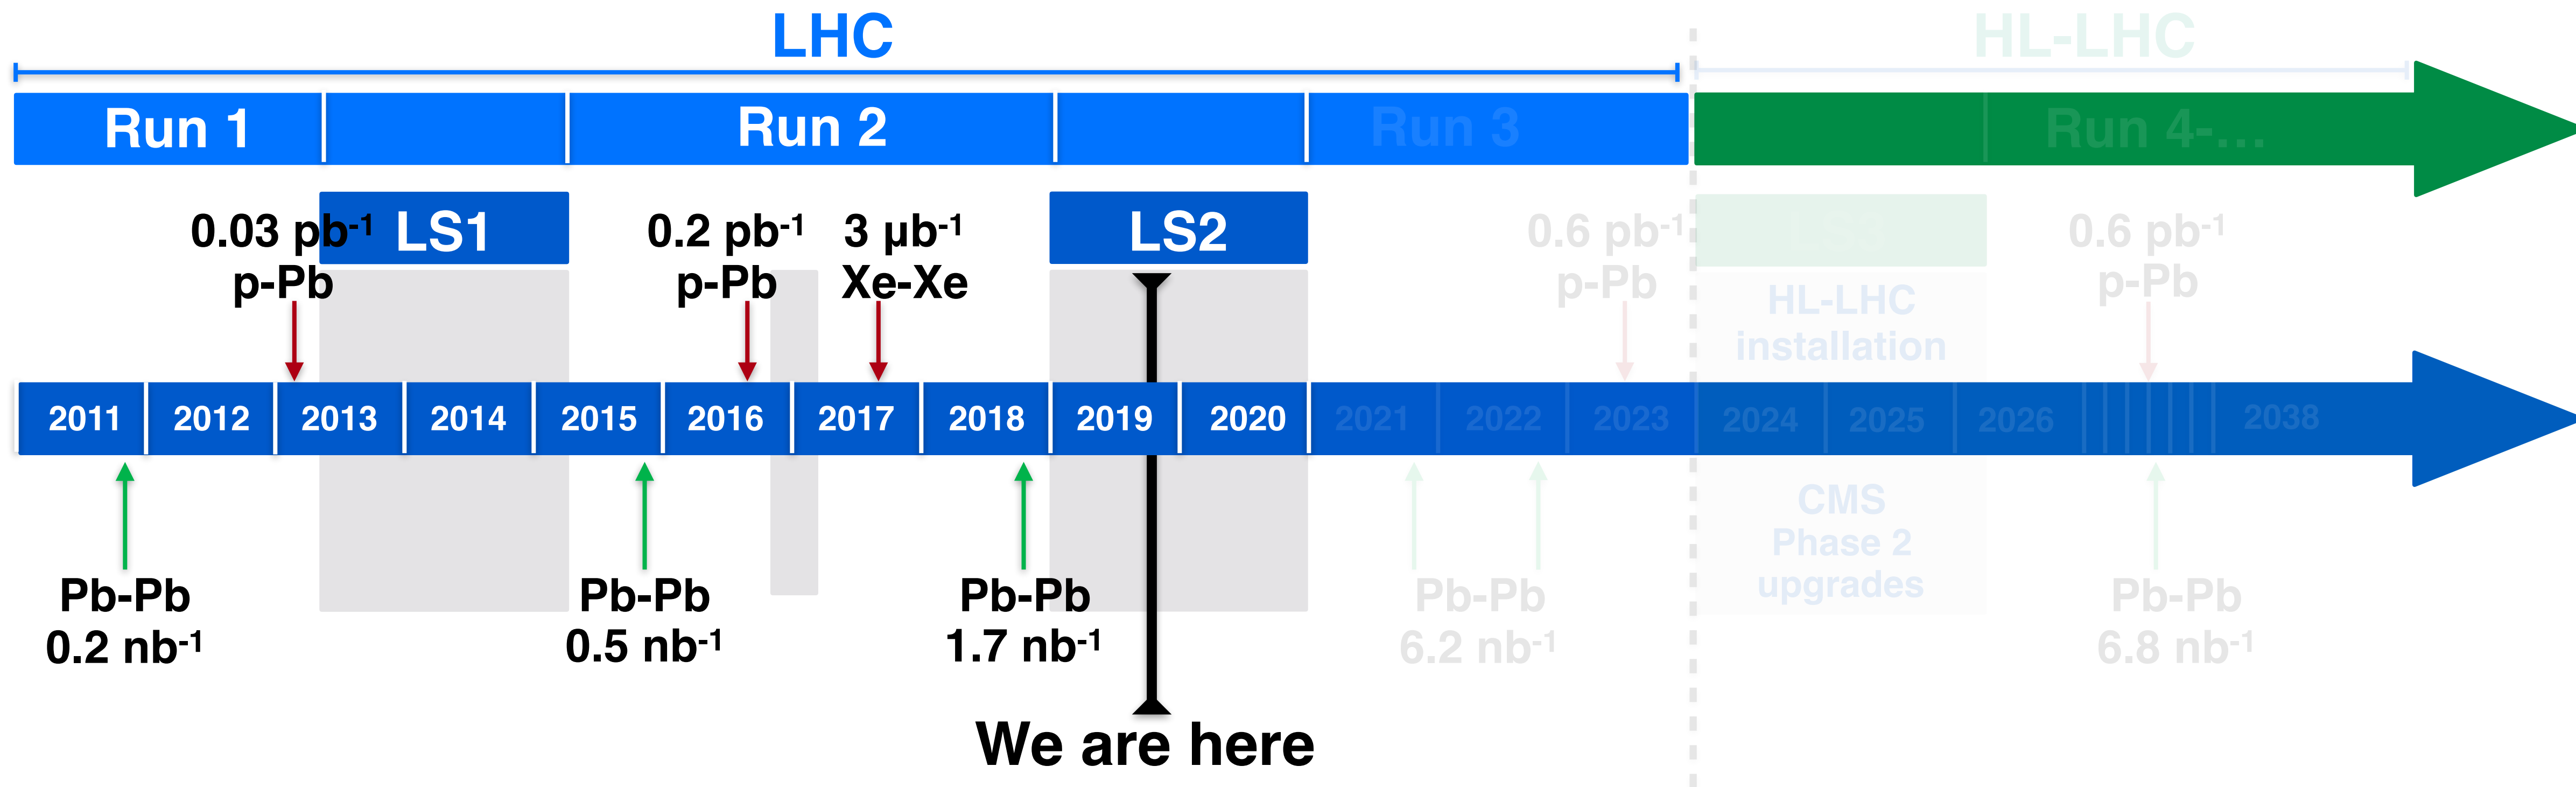 LHC
HL-LHC
Run 1
Run 2
Run 3
Run 4-...
0.03 pb-1
p-Pb
LS1
0.2 pb-1
p-Pb
3 μb-1
Xe-Xe
LS2
0.6 pb-1
p-Pb
LS3
HL-LHC
installation
0.6 pb-1
p-Pb
2011
2012
2013
2014
2015
2016
2017
2018
2019
2020
2021
2022
2023
2024
2025
2026
2038
Pb-Pb
0.2 nb-1
Pb-Pb
0.5 nb-1
Pb-Pb
1.7 nb-1
Pb-Pb
6.2 nb-1
CMS
Phase 2
upgrades
Pb-Pb
6.8 nb-1
We are here